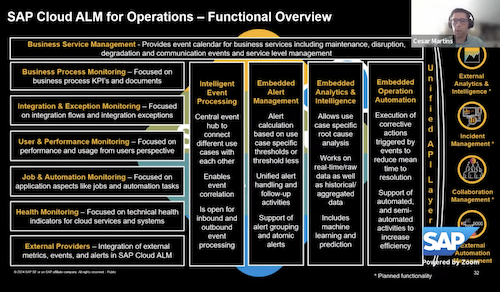 SAP Cloud ALM for Operations – Functional Overview
Cesar Martins
Business Service Management - Provides event calendar for business services including maintenance, disruption,
degradation and communication events and service level management
Business Process Monitoring – Focused on
business process KPI's and documents
Integration & Exception Monitoring – Focused
on integration flows and integration exceptions
User & Performance Monitoring – Focused on
performance and usage from users perspective
Job & Automation Monitoring – Focused on
application aspects like jobs and automation tasks
Health Monitoring - Focused on technical health
indicators for cloud services and systems
External Providers – Integration of external
metrics, events, and alerts in SAP Cloud ALM
Intelligent
Event
Processing
Central event
hub to
connect
different use
cases with
each other
Enables
event
correlation
Is open for
inbound and
outbound
event
processing
Embedded
Alert
Management
Alert
calculation
based on use
case specific
thresholds or
threshold less
Unified alert
handling and
follow-up
activities
Support of
alert grouping
and atomic
alerts
Embedded
Analytics &
Intelligence
Allows use
case specific
root cause
analysis
Works on
real-time/raw
data as well as
historical/
aggregated
data
Includes
machine learning
and prediction
Embedded
Operation
Automation
Execution of
corrective
actions
triggered by
events to
reduce mean
time to
resolution
Support of
automated,
and semi-
automated
activities to
increase
efficiency
Unified API Layer
External
Analytics &
Intelligence *
Incident
Management *
Collaboration
Management *
External
Automation
SAP
Powered by Zoom
© 2024 SAP SE or an SAP affiliate company. All rights reserved. | Public
* Planned functionality
32